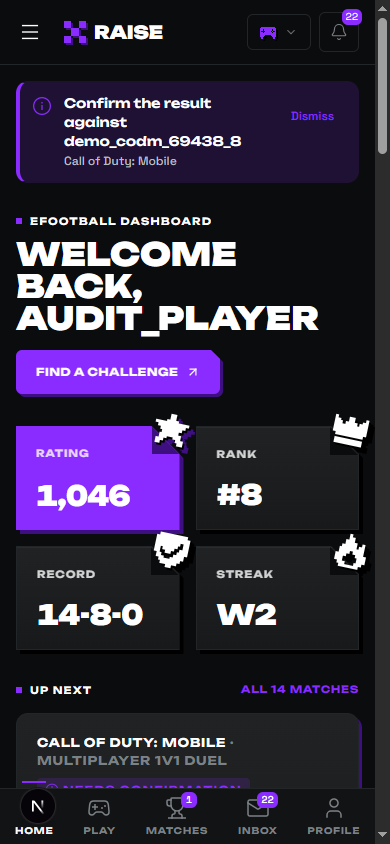 RAISE
22
Confirm the result
against
demo_codm_69438_8
Call of Duty: Mobile
Dismiss
EFOOTBALL DASHBOARD
WELCOME
BACK,
AUDIT_PLAYER
FIND A CHALLENGE
RATING
1,046
RANK
#8
RECORD
14-8-0
STREAK
W2
UP NEXT
ALL 14 MATCHES
CALL OF DUTY: MOBILE ·
MULTIPLAYER 1V1 DUEL
NEEDS CONFIRMATION
N
1
22
HOME
PLAY
MATCHES
INBOX
PROFILE